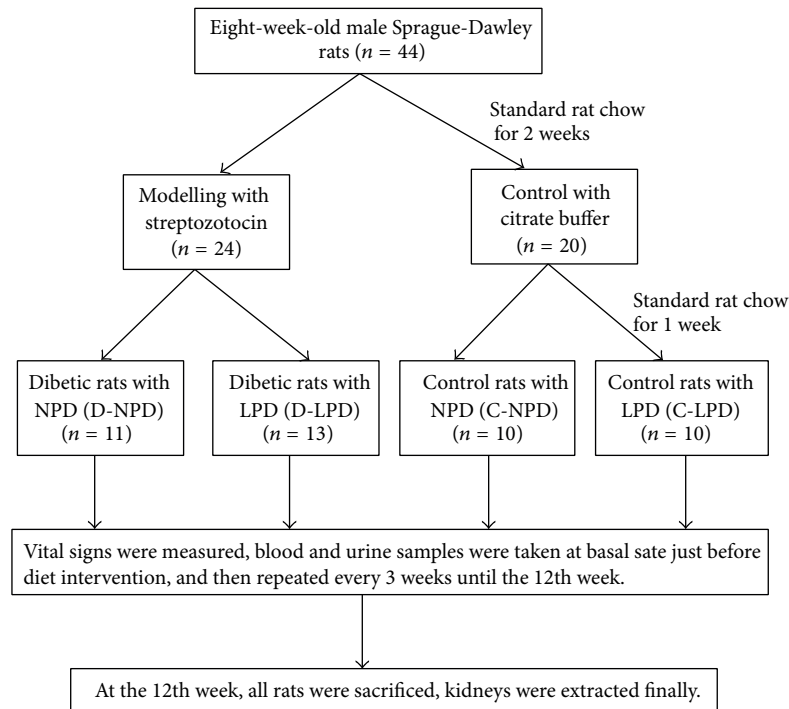 Eight-week-old male Sprague-Dawley
rats (n = 44)
Standard rat chow
for 2 weeks
Modelling with
streptozotocin
(n = 24)
Control with
citrate buffer
(n = 20)
Standard rat chow
for 1 week
Dibetic rats with
NPD (D-NPD)
(n = 11)
Dibetic rats with
LPD (D-LPD)
(n = 13)
Control rats with
NPD (C-NPD)
(n = 10)
Control rats with
LPD (C-LPD)
(n = 10)
Vital signs were measured, blood and urine samples were taken at basal sate just before
diet intervention, and then repeated every 3 weeks until the 12th week.
At the 12th week, all rats were sacrificed, kidneys were extracted finally.